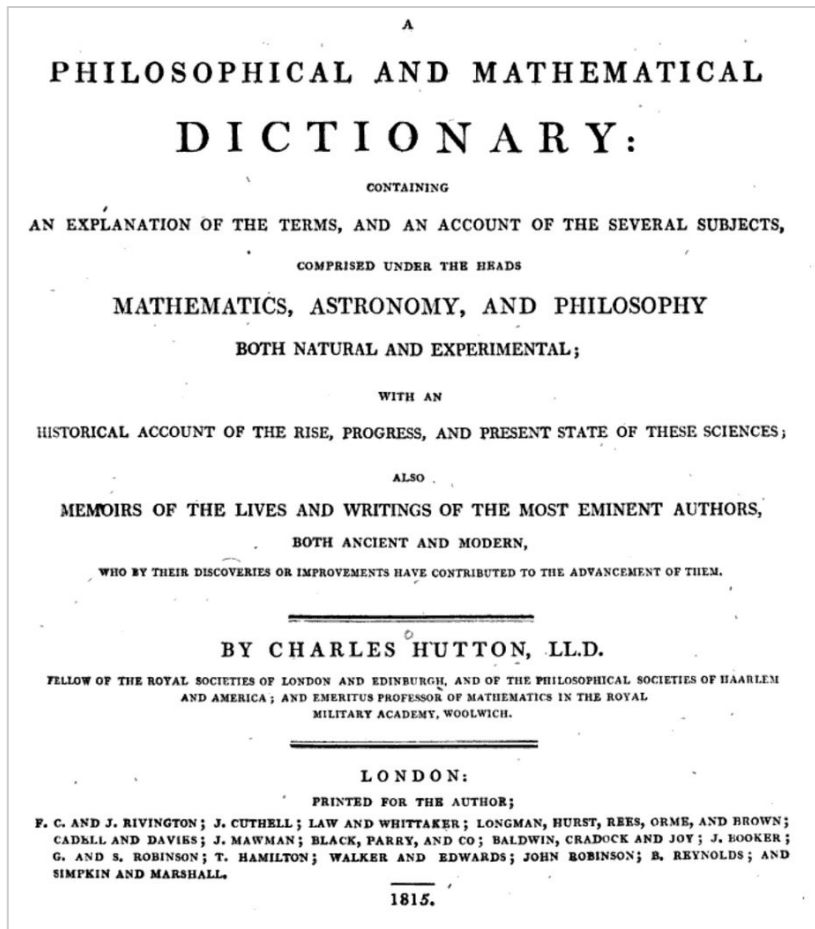 A
PHILOSOPHICAL AND MATHEMATICAL
DICTIONARY:
CONTAINING
AN EXPLANATION OF THE TERMS, AND AN ACCOUNT OF THE SEVERAL SUBJECTS,
COMPRISED UNDER THE HEADS
MATHEMATICS, ASTRONOMY, AND PHILOSOPHY
BOTH NATURAL AND EXPERIMENTAL;
WITH AN
HISTORICAL ACCOUNT OF THE RISE, PROGRESS, AND PRESENT STATE OF THESE SCIENCES;
ALSO
MEMOIRS OF THE LIVES AND WRITINGS OF THE MOST EMINENT AUTHORS,
BOTH ANCIENT AND MODERN,
WHO BY THEIR DISCOVERIES OR IMPROVEMENTS HAVE CONTRIBUTED TO THE ADVANCEMENT OF THEM.
BY CHARLES HUTTON, LL.D.
FELLOW OF THE ROYAL SOCIETIES OF LONDON AND EDINBURGH, AND OF THE PHILOSOPHICAL SOCIETIES OF HAARLEM
AND AMERICA; AND EMERITUS PROFESSOR OF MATHEMATICS IN THE ROYAL
MILITARY ACADEMY, WOOLWICH.
LONDON:
PRINTED FOR THE AUTHOR;
F. C. AND J. RIVINGTON; J. CUTHELL; LAW AND WHITTAKER; LONGMAN, HURST, REES, ORME, AND BROWN;
CADELL AND DAVIES; J. MAWMAN; BLACK, PARRY, AND CO; BALDWIN, CRADOCK AND JOY; J. BOOKER;
G. AND S. ROBINSON; T. HAMILTON; WALKER AND EDWARDS; JOHN ROBINSON; B. REYNOLDS; AND
SIMPKIN AND MARSHALL.
1815.